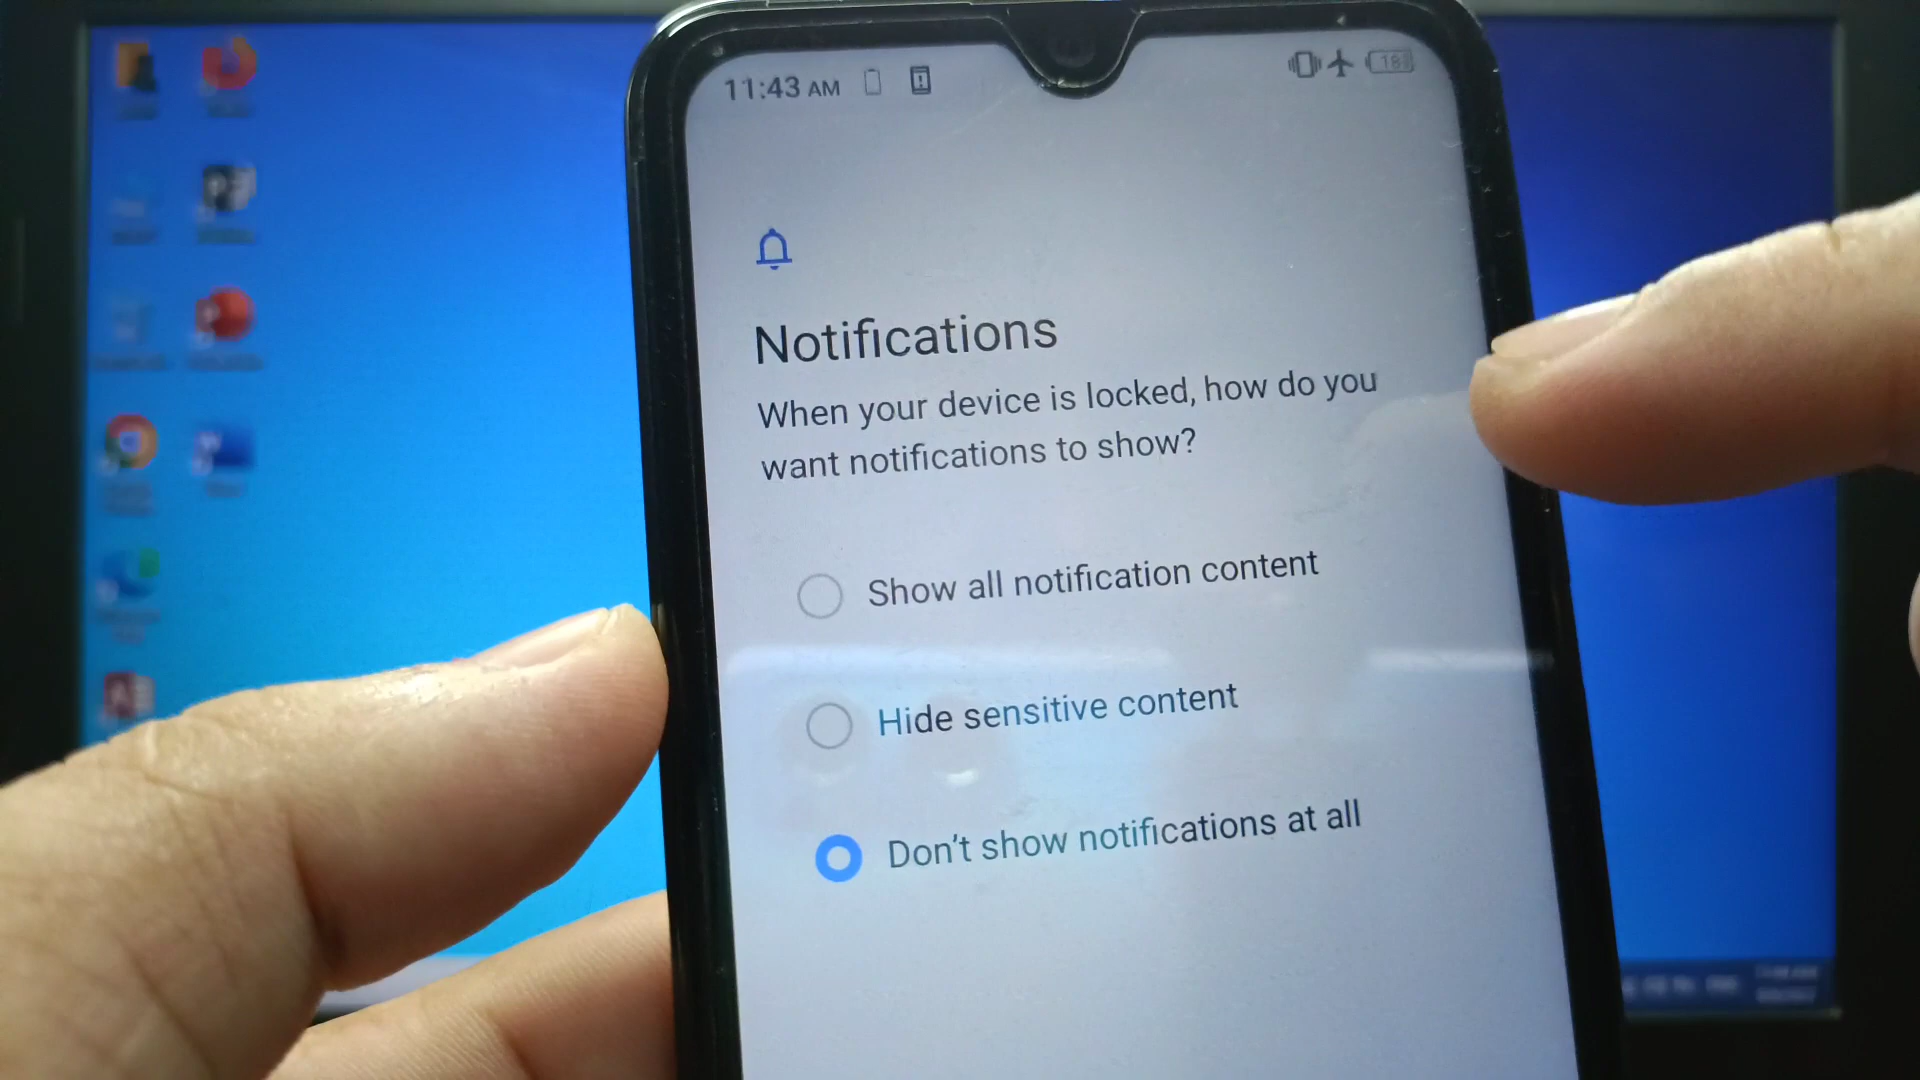 11:43 AM
18
Notifications
When your device is locked, how do you
want notifications to show?
Show all notification content
Hide sensitive content
Don't show notifications at all